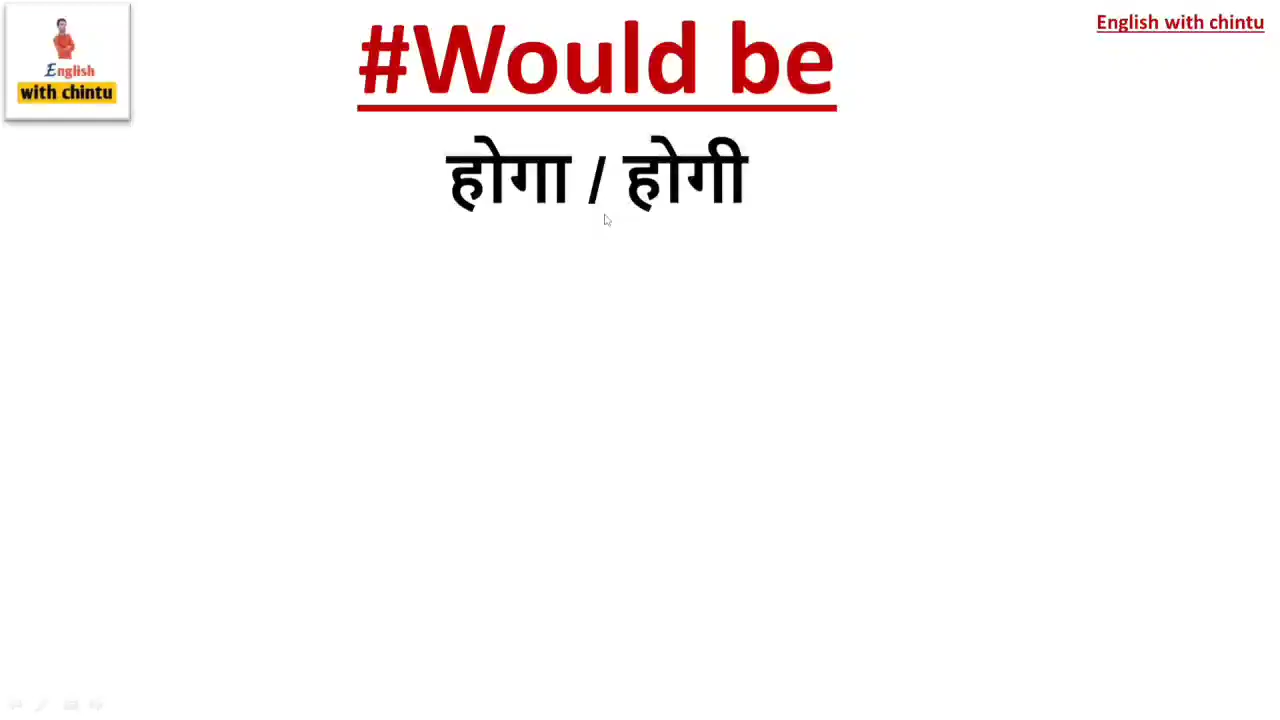 English
with chintu
#Would be
English with chintu
होगा / होगी